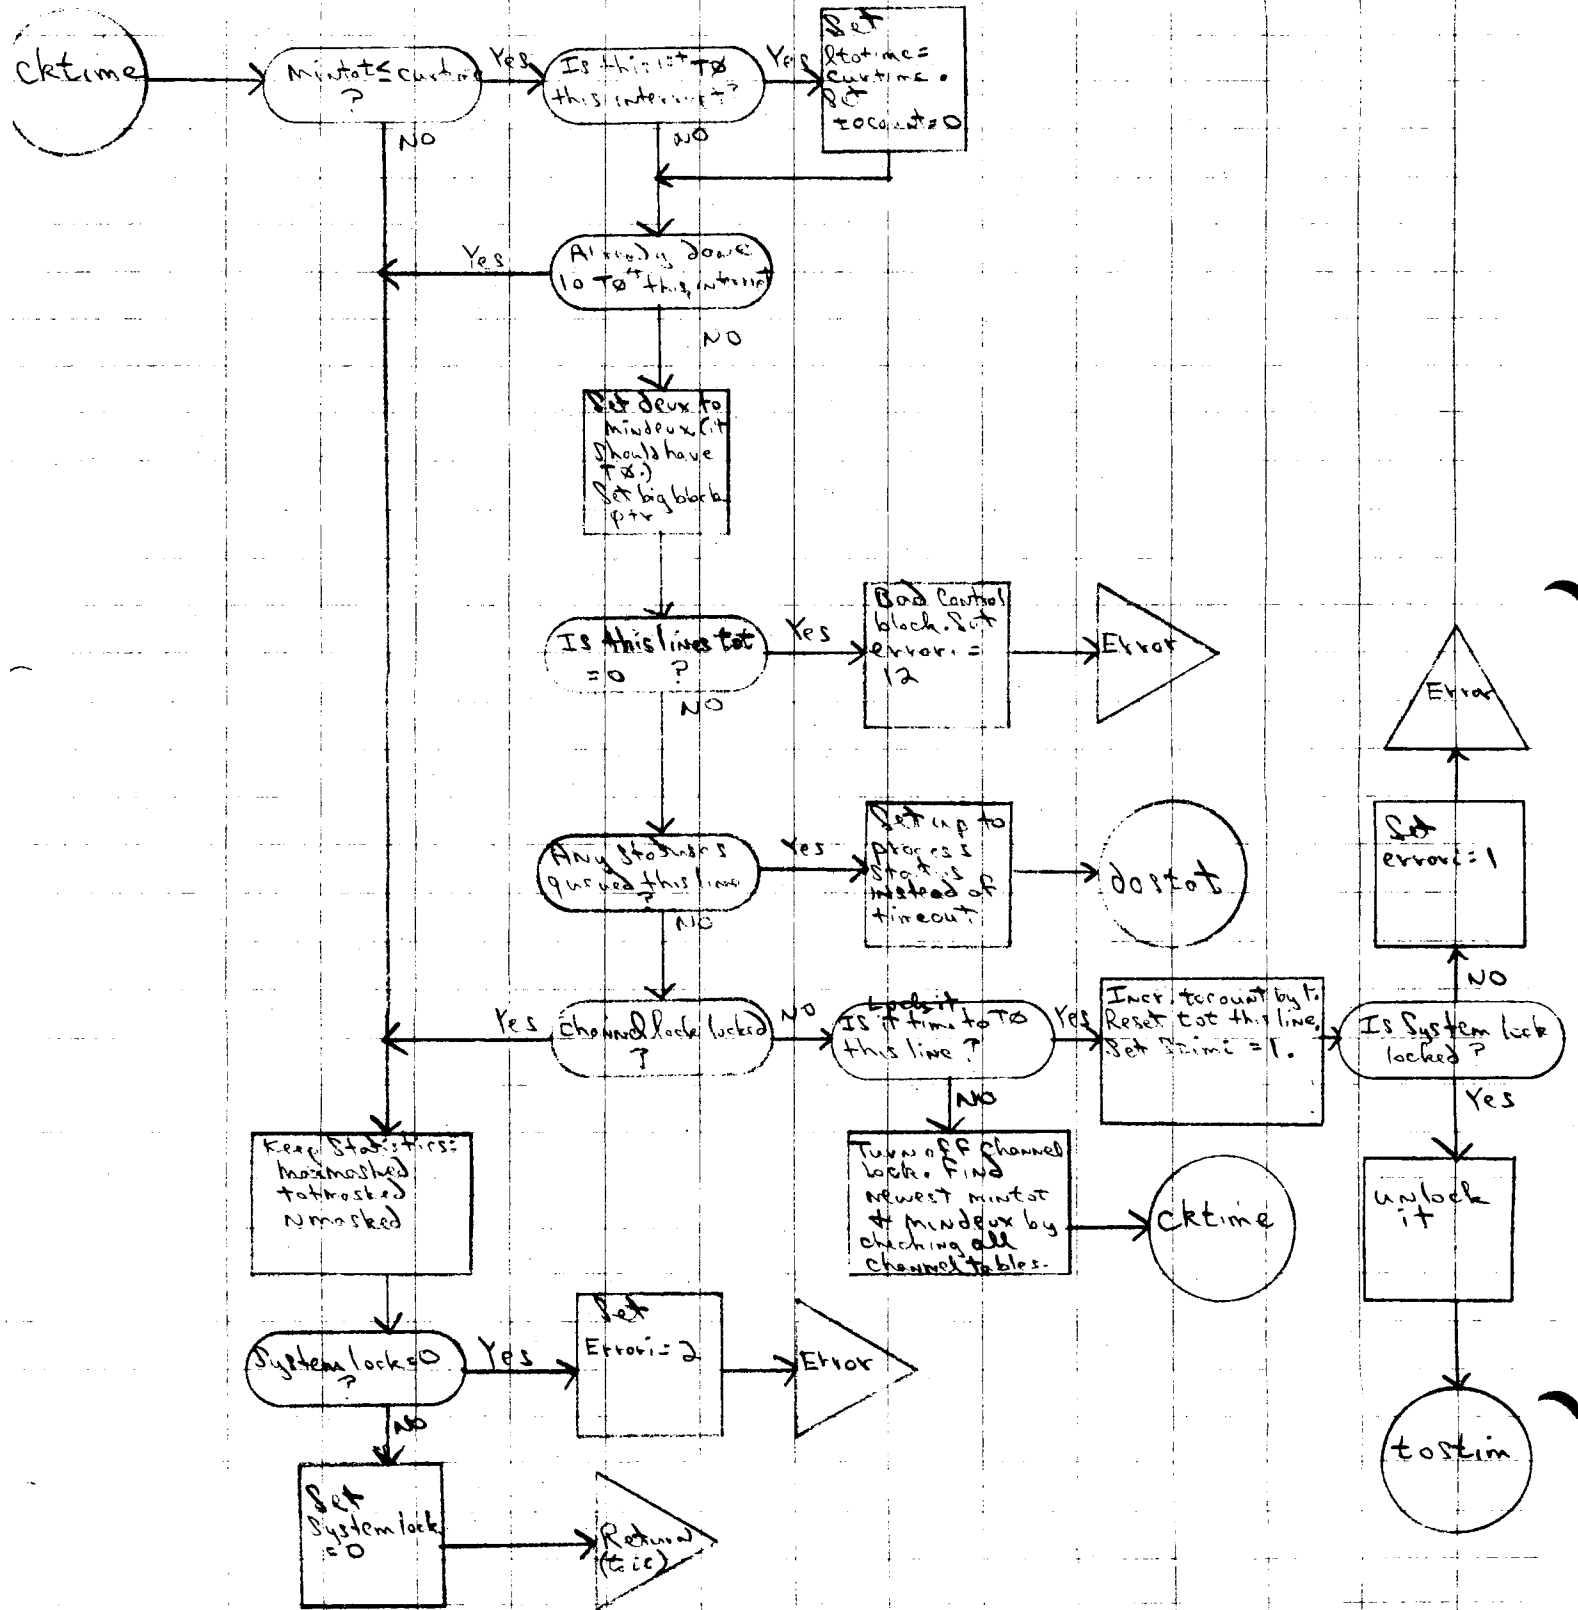 cktime
mintot ≤ curtime
?
Yes
NO
Is this 1st TØ
this interrupt?
Yes
NO
Set
ltotime =
curtime.
Set
tocount = 0
Already done
10 TØ's this interrupt
Yes
NO
Set deux to
mindeux (it
should have
TØ.)
Set big block
ptr
Is this lines tot
= 0 ?
Yes
NO
Bad Control
block. Set
errori =
12
Error
Any statuses
queued this line
?
Yes
NO
Set up to
process
status
instead of
timeout
dostat
Channel lock locked
?
Yes
NO
Lock it
Is it time to TØ
this line ?
Yes
NO
Incr. tocount by 1.
Reset tot this line.
Set Stimi = 1.
Is System lock
locked ?
NO
Yes
Set
errori = 1
Error
unlock
it
tostim
Turn off Channel
lock. Find
newest mintot
+ mindeux by
checking all
channel tables.
cktime
Keep Statistics:
maxmasked
totmasked
Nmasked
System lock = 0
?
Yes
NO
Set
Errori = 2
Error
Set
System lock
= 0
Return